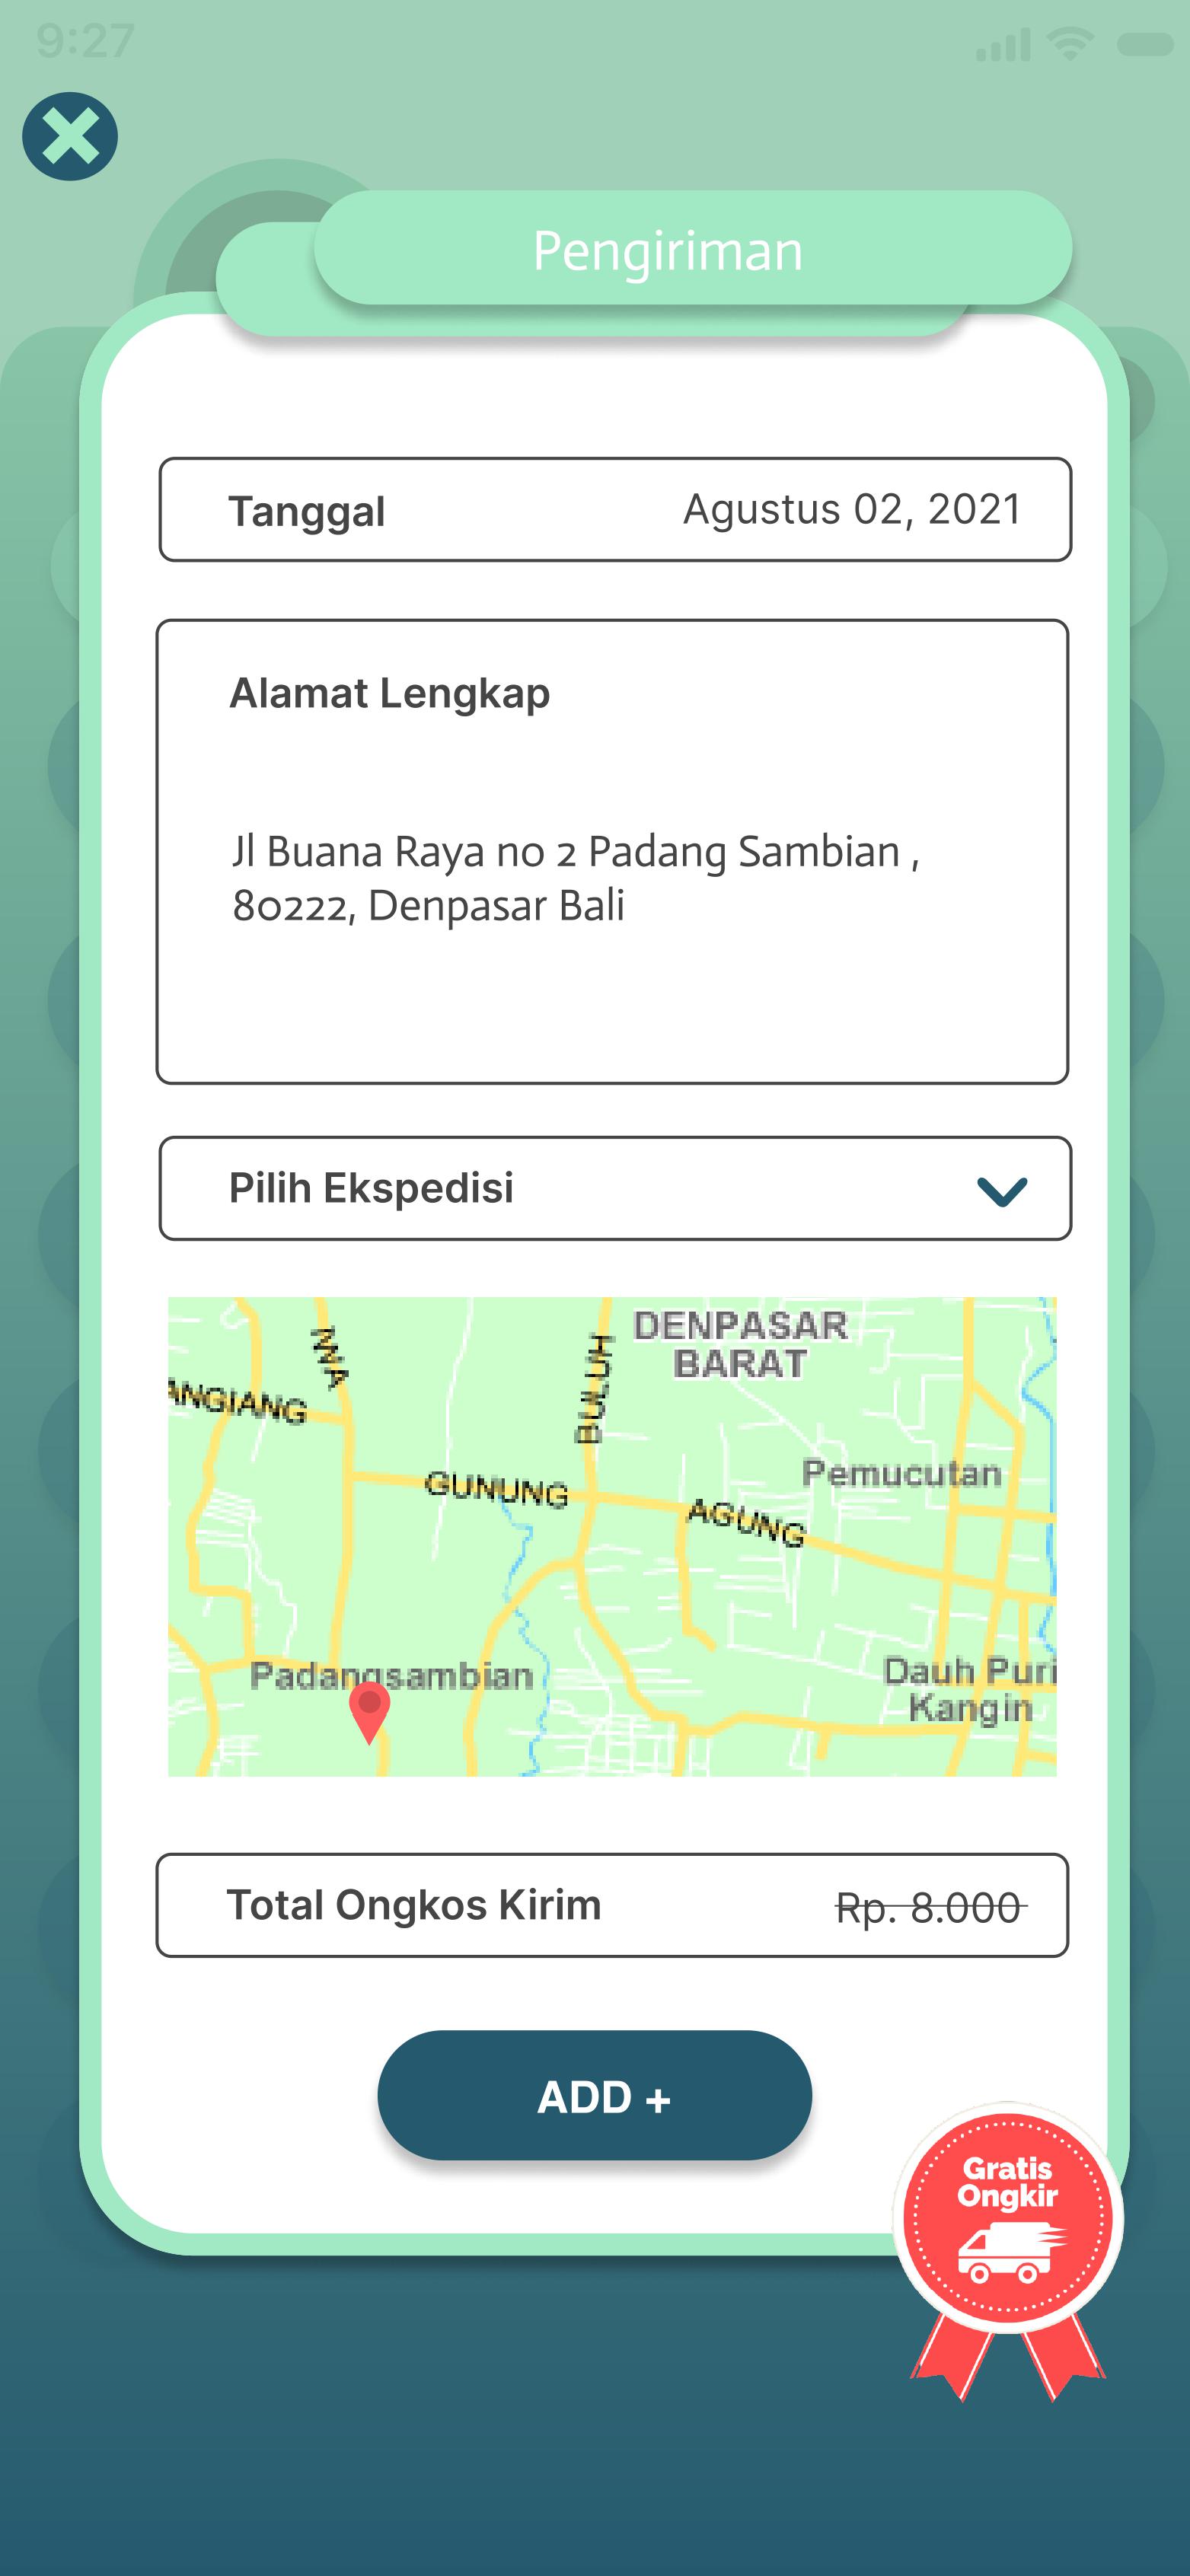 9:27
Pengiriman
Tanggal
Agustus 02, 2021
Alamat Lengkap
Jl Buana Raya no 2 Padang Sambian ,
80222, Denpasar Bali
Pilih Ekspedisi
DENPASAR
BARAT
BULUH
ANGIANG
Pemucutan
GUNUNG
AGUNG
Padangsambian
Dauh Puri
Kangin
Total Ongkos Kirim
Rp. 8.000
ADD +
Gratis
Ongkir